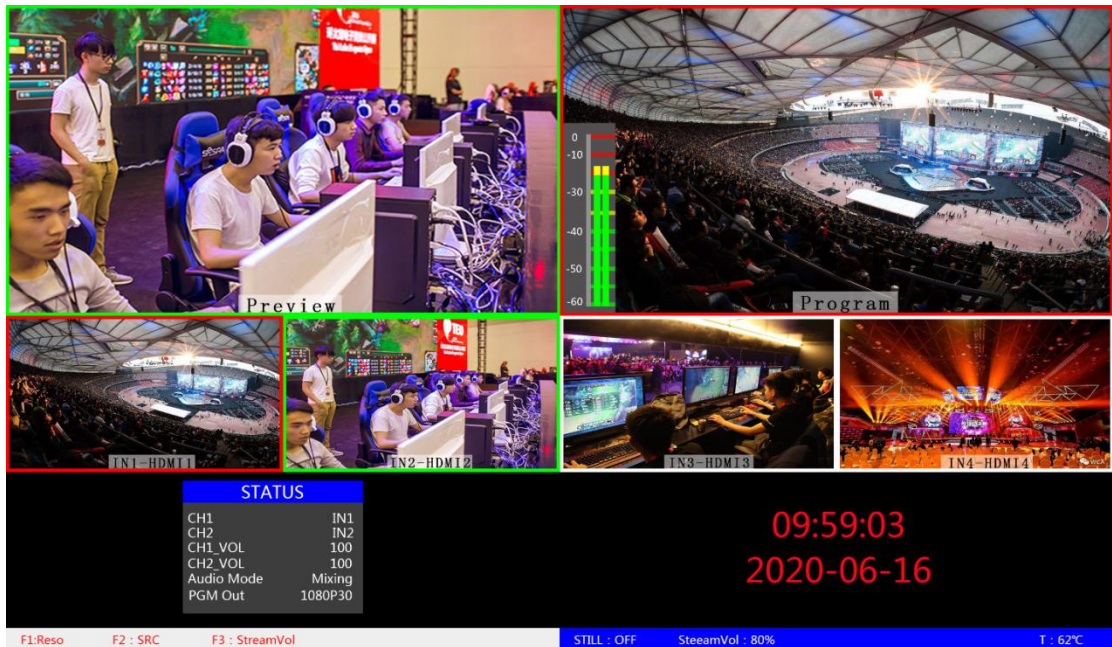 0
-10
-30
-40
-50
-60
Preview
Program
TEO
IN1-HDMI1
IN2-HDMI2
IN3-HDMI3
IN4-HDMI4
STATUS
CH1 IN1
CH2 IN2
CH1_VOL 100
CH2_VOL 100
Audio Mode Mixing
PGM Out 1080P30
09:59:03
2020-06-16
F1:Reso F2 : SRC F3 : StreamVol
STILL : OFF SteeamVol : 80% T : 62℃